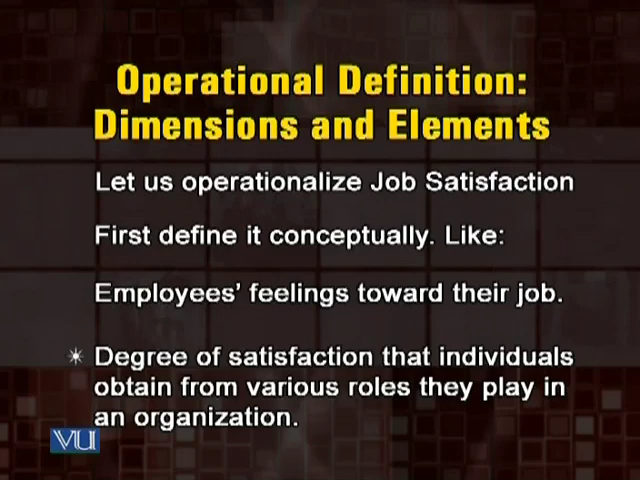 Operational Definition:
Dimensions and Elements
Let us operationalize Job Satisfaction
First define it conceptually. Like:
Employees' feelings toward their job.
Degree of satisfaction that individuals
obtain from various roles they play in
an organization.
VU